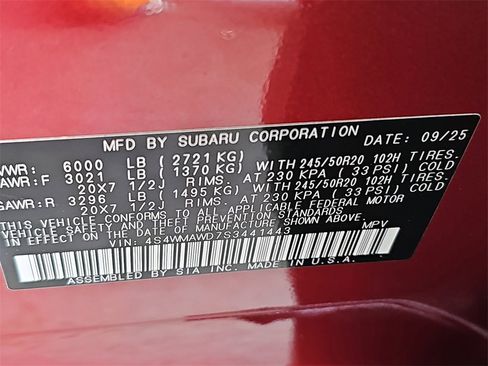 MFD BY SUBARU CORPORATION DATE: 09/25
VWR: 6000 LB (2721 KG) WITH 245/50R20 102H TIRES.
AWR:F 3021 LB (1370 KG) RIMS. AT 230 KPA (33 PSI) COLD
20X7 1/2J
GAWR:R 3296 LB (1495 KG) WITH 245/50R20 102H TIRES.
20X7 1/2J RIMS. AT 230 KPA (33 PSI) COLD
THIS VEHICLE CONFORMS TO ALL APPLICABLE FEDERAL MOTOR
VEHICLE SAFETY AND THEFT PREVENTION STANDARDS
IN EFFECT ON THE DATE OF MANUFACTURE SHOWN ABOVE.
VIN: 4S4WMAWD7S3441443 MPV
ASSEMBLED BY SIA INC. MADE IN U.S.A.